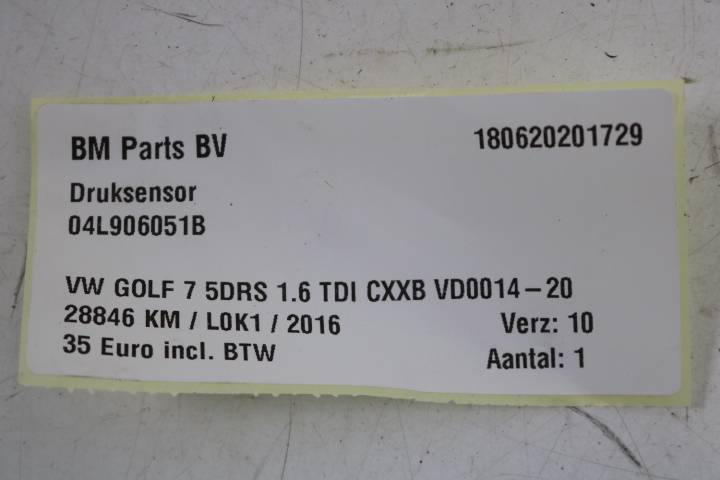 BM Parts BV 180620201729
Druksensor
04L906051B
VW GOLF 7 5DRS 1.6 TDI CXXB VD0014-20
28846 KM / L0K1 / 2016 Verz: 10
35 Euro incl. BTW Aantal: 1